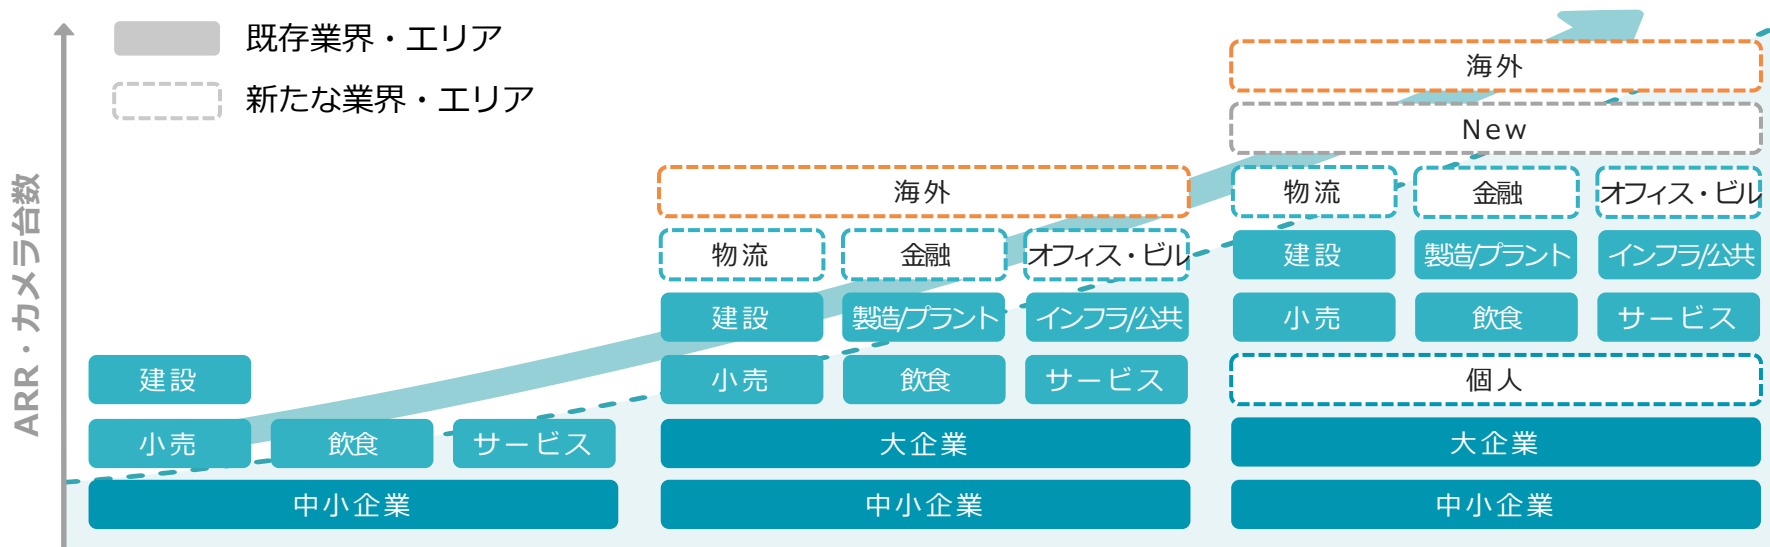 既存業界・エリア
新たな業界・エリア
ARR・カメラ台数
建設
小売
飲食
サービス
中小企業
海外
物流
金融
オフィス・ビル
建設
製造/プラント
インフラ/公共
小売
飲食
サービス
大企業
中小企業
海外
New
物流
金融
オフィス・ビル
建設
製造/プラント
インフラ/公共
小売
飲食
サービス
個人
大企業
中小企業